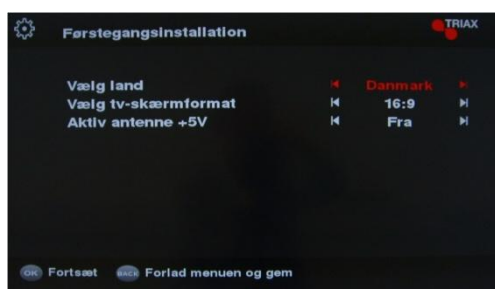 Førstegangsinstallation
TRIAX
Vælg land Danmark
Vælg tv-skærmformat 16:9
Aktiv antenne +5V Fra
OK Fortsæt BACK Forlad menuen og gem